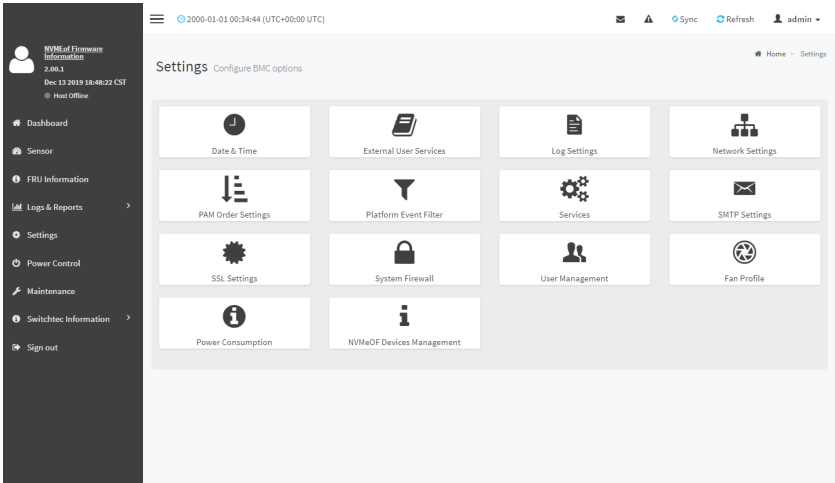 2000-01-01 00:34:44 (UTC+00:00 UTC)
Sync
Refresh
admin
NVMEof Firmware
Information
2.00.1
Dec 13 2019 18:48:22 CST
Host Offline
Dashboard
Sensor
FRU Information
Logs & Reports
Settings
Power Control
Maintenance
Switchtec Information
Sign out
Settings Configure BMC options
Home > Settings
Date & Time
External User Services
Log Settings
Network Settings
PAM Order Settings
Platform Event Filter
Services
SMTP Settings
SSL Settings
System Firewall
User Management
Fan Profile
Power Consumption
NVMeOF Devices Management